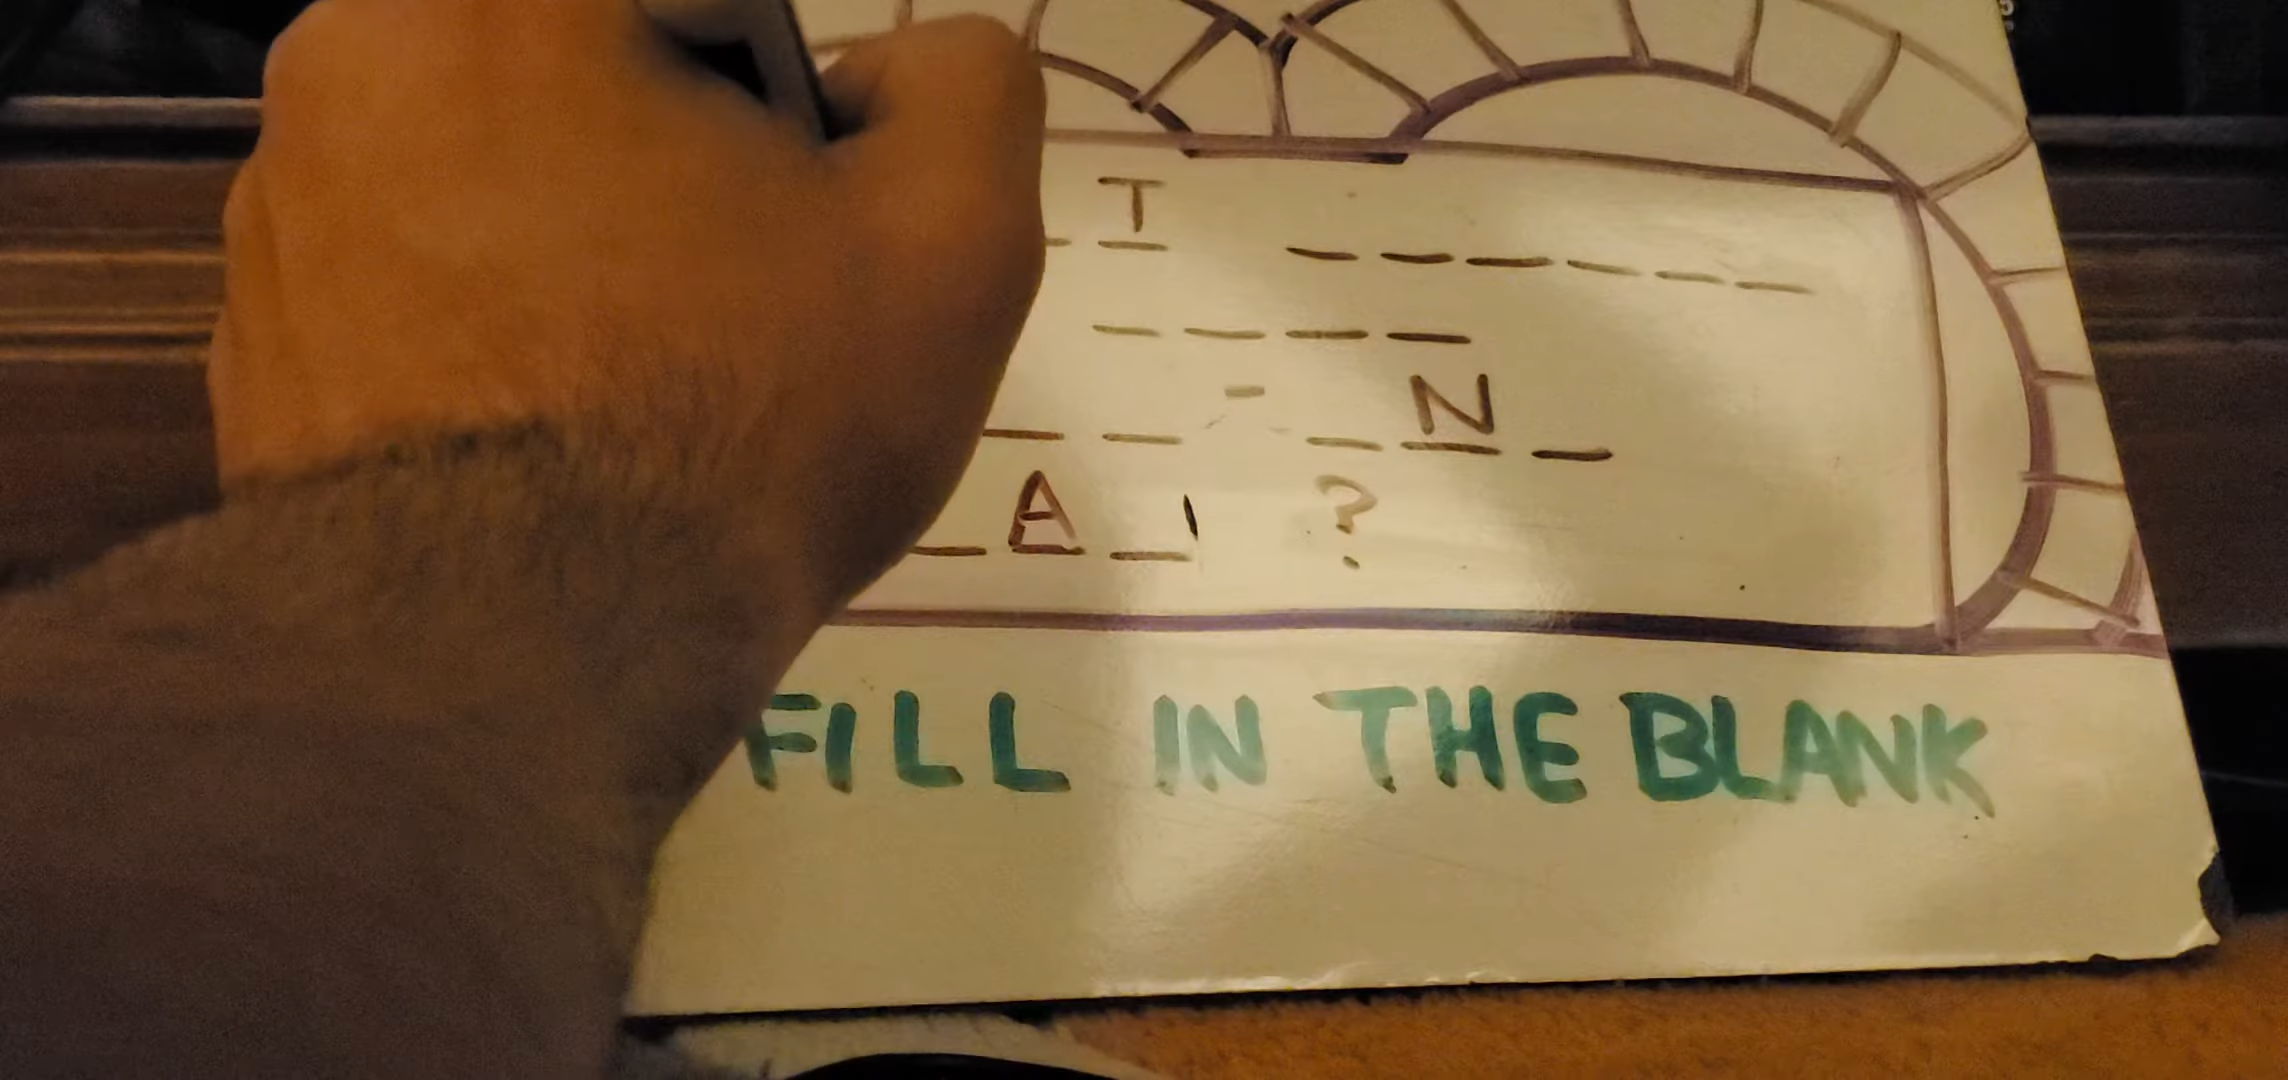 _ T _ _ _ _ _ _
_ _ _ _
_ _ - _ N _
_ A _ ' ?
FILL IN THE BLANK